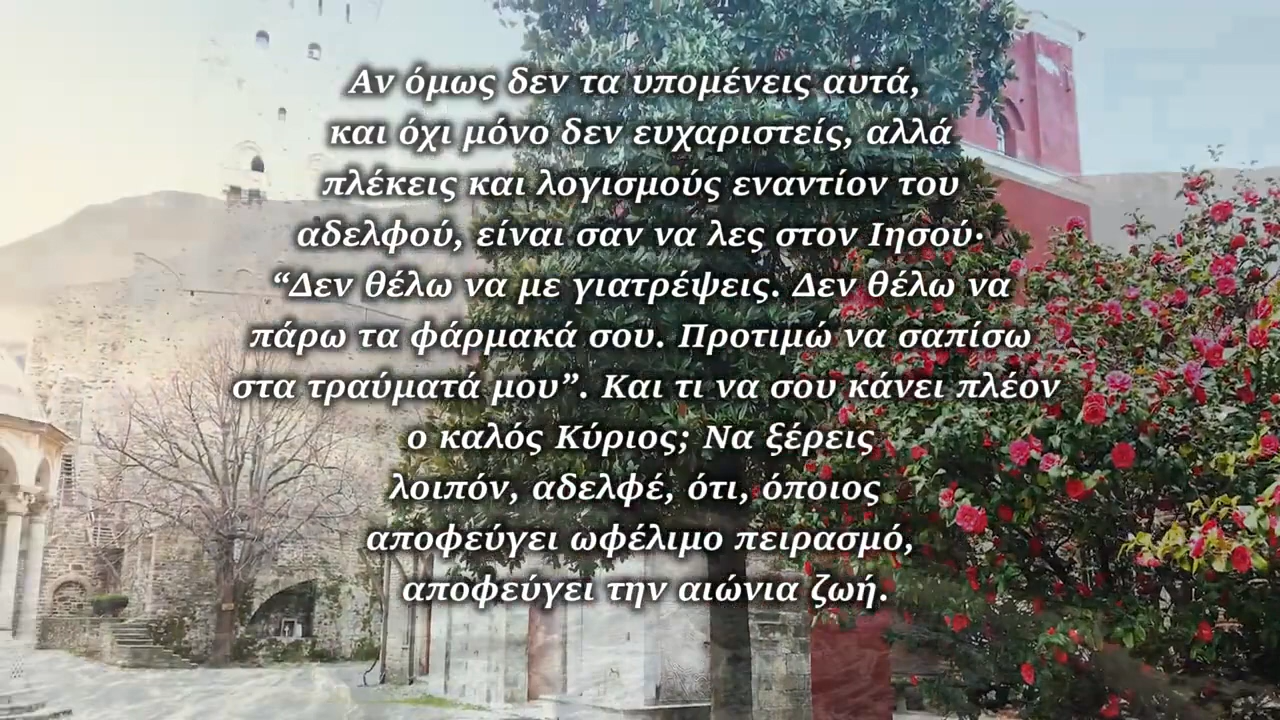 Αν όμως δεν τα υπομένεις αυτά,
και όχι μόνο δεν ευχαριστείς, αλλά
πλέκεις και λογισμούς εναντίον του
αδελφού, είναι σαν να λες στον Ιησού·
“Δεν θέλω να με γιατρέψεις. Δεν θέλω να
πάρω τα φάρμακά σου. Προτιμώ να σαπίσω
στα τραύματά μου”. Και τι να σου κάνει πλέον
ο καλός Κύριος; Να ξέρεις
λοιπόν, αδελφέ, ότι, όποιος
αποφεύγει ωφέλιμο πειρασμό,
αποφεύγει την αιώνια ζωή.